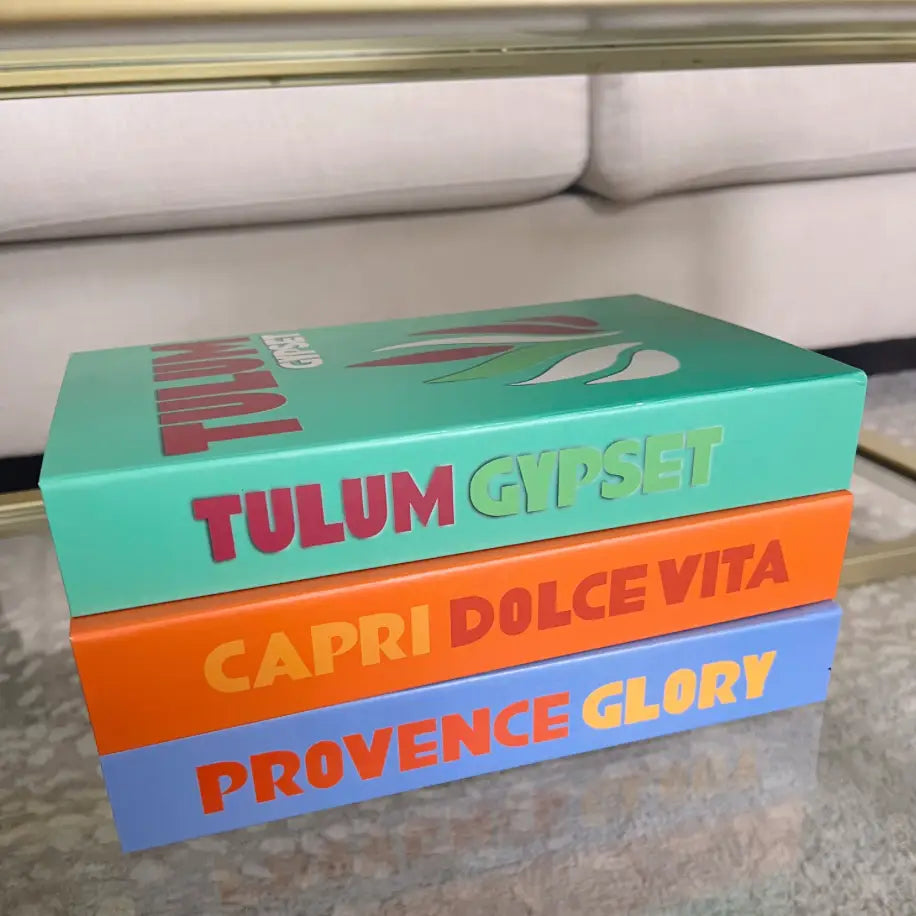 TULUM
GYPSET
TULUM GYPSET
CAPRI DOLCE VITA
PROVENCE GLORY